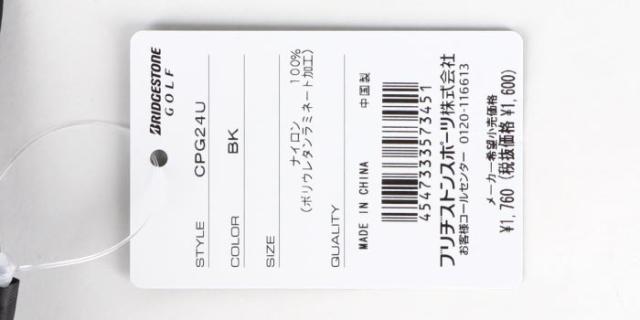 BRIDGESTONE
GOLF
STYLE CPG24U
COLOR BK
SIZE
ナイロン 100%
(ポリウレタンラミネート加工)
QUALITY
MADE IN CHINA 中国製
4547333573451
ブリヂストンスポーツ株式会社
お客様コールセンター 0120-116613
メーカー希望小売価格
¥1,760 (税抜価格 ¥1,600)